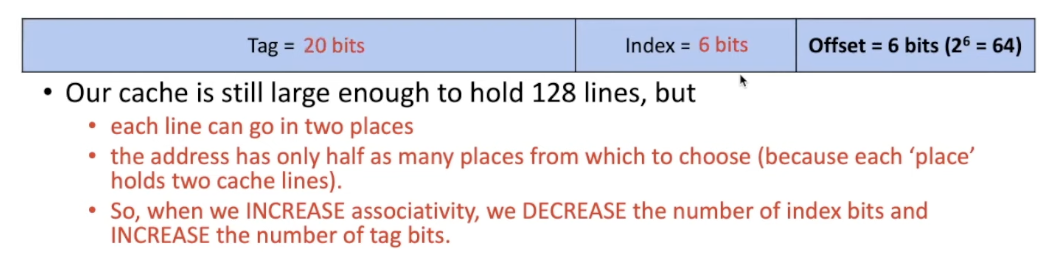 Tag = 20 bits Index = 6 bits Offset = 6 bits (2⁶ = 64)
• Our cache is still large enough to hold 128 lines, but
• each line can go in two places
• the address has only half as many places from which to choose (because each ‘place’
holds two cache lines).
• So, when we INCREASE associativity, we DECREASE the number of index bits and
INCREASE the number of tag bits.